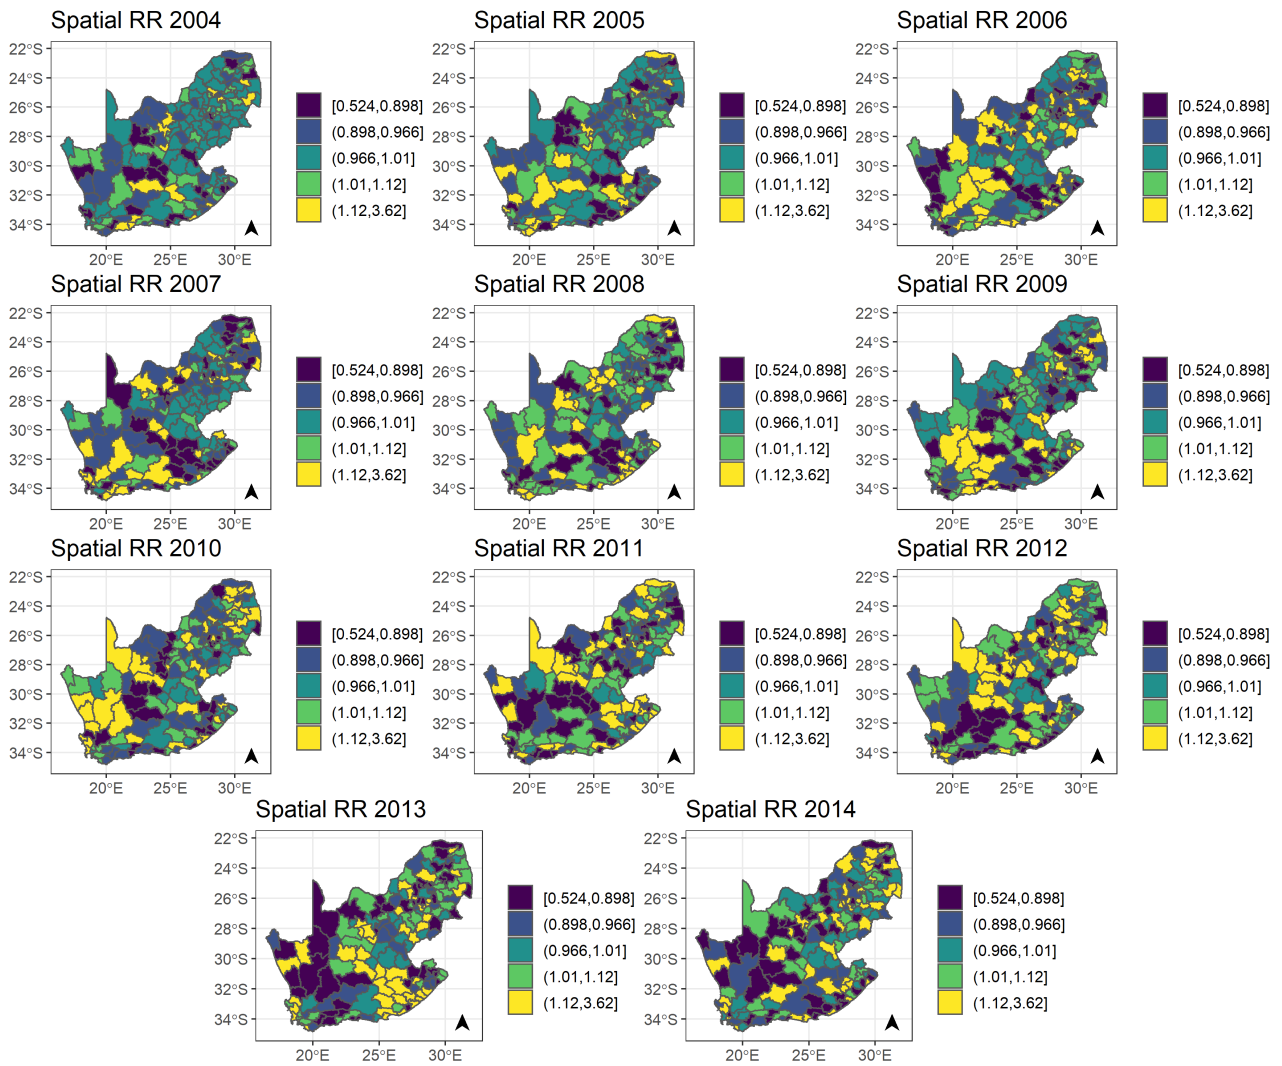 Spatial RR 2004
22°S
24°S
26°S
28°S
30°S
32°S
34°S
20°E 25°E 30°E
[0.524,0.898]
(0.898,0.966]
(0.966,1.01]
(1.01,1.12]
(1.12,3.62]
Spatial RR 2005
22°S
24°S
26°S
28°S
30°S
32°S
34°S
20°E 25°E 30°E
[0.524,0.898]
(0.898,0.966]
(0.966,1.01]
(1.01,1.12]
(1.12,3.62]
Spatial RR 2006
22°S
24°S
26°S
28°S
30°S
32°S
34°S
20°E 25°E 30°E
[0.524,0.898]
(0.898,0.966]
(0.966,1.01]
(1.01,1.12]
(1.12,3.62]
Spatial RR 2007
22°S
24°S
26°S
28°S
30°S
32°S
34°S
20°E 25°E 30°E
[0.524,0.898]
(0.898,0.966]
(0.966,1.01]
(1.01,1.12]
(1.12,3.62]
Spatial RR 2008
22°S
24°S
26°S
28°S
30°S
32°S
34°S
20°E 25°E 30°E
[0.524,0.898]
(0.898,0.966]
(0.966,1.01]
(1.01,1.12]
(1.12,3.62]
Spatial RR 2009
22°S
24°S
26°S
28°S
30°S
32°S
34°S
20°E 25°E 30°E
[0.524,0.898]
(0.898,0.966]
(0.966,1.01]
(1.01,1.12]
(1.12,3.62]
Spatial RR 2010
22°S
24°S
26°S
28°S
30°S
32°S
34°S
20°E 25°E 30°E
[0.524,0.898]
(0.898,0.966]
(0.966,1.01]
(1.01,1.12]
(1.12,3.62]
Spatial RR 2011
22°S
24°S
26°S
28°S
30°S
32°S
34°S
20°E 25°E 30°E
[0.524,0.898]
(0.898,0.966]
(0.966,1.01]
(1.01,1.12]
(1.12,3.62]
Spatial RR 2012
22°S
24°S
26°S
28°S
30°S
32°S
34°S
20°E 25°E 30°E
[0.524,0.898]
(0.898,0.966]
(0.966,1.01]
(1.01,1.12]
(1.12,3.62]
Spatial RR 2013
22°S
24°S
26°S
28°S
30°S
32°S
34°S
20°E 25°E 30°E
[0.524,0.898]
(0.898,0.966]
(0.966,1.01]
(1.01,1.12]
(1.12,3.62]
Spatial RR 2014
22°S
24°S
26°S
28°S
30°S
32°S
34°S
20°E 25°E 30°E
[0.524,0.898]
(0.898,0.966]
(0.966,1.01]
(1.01,1.12]
(1.12,3.62]